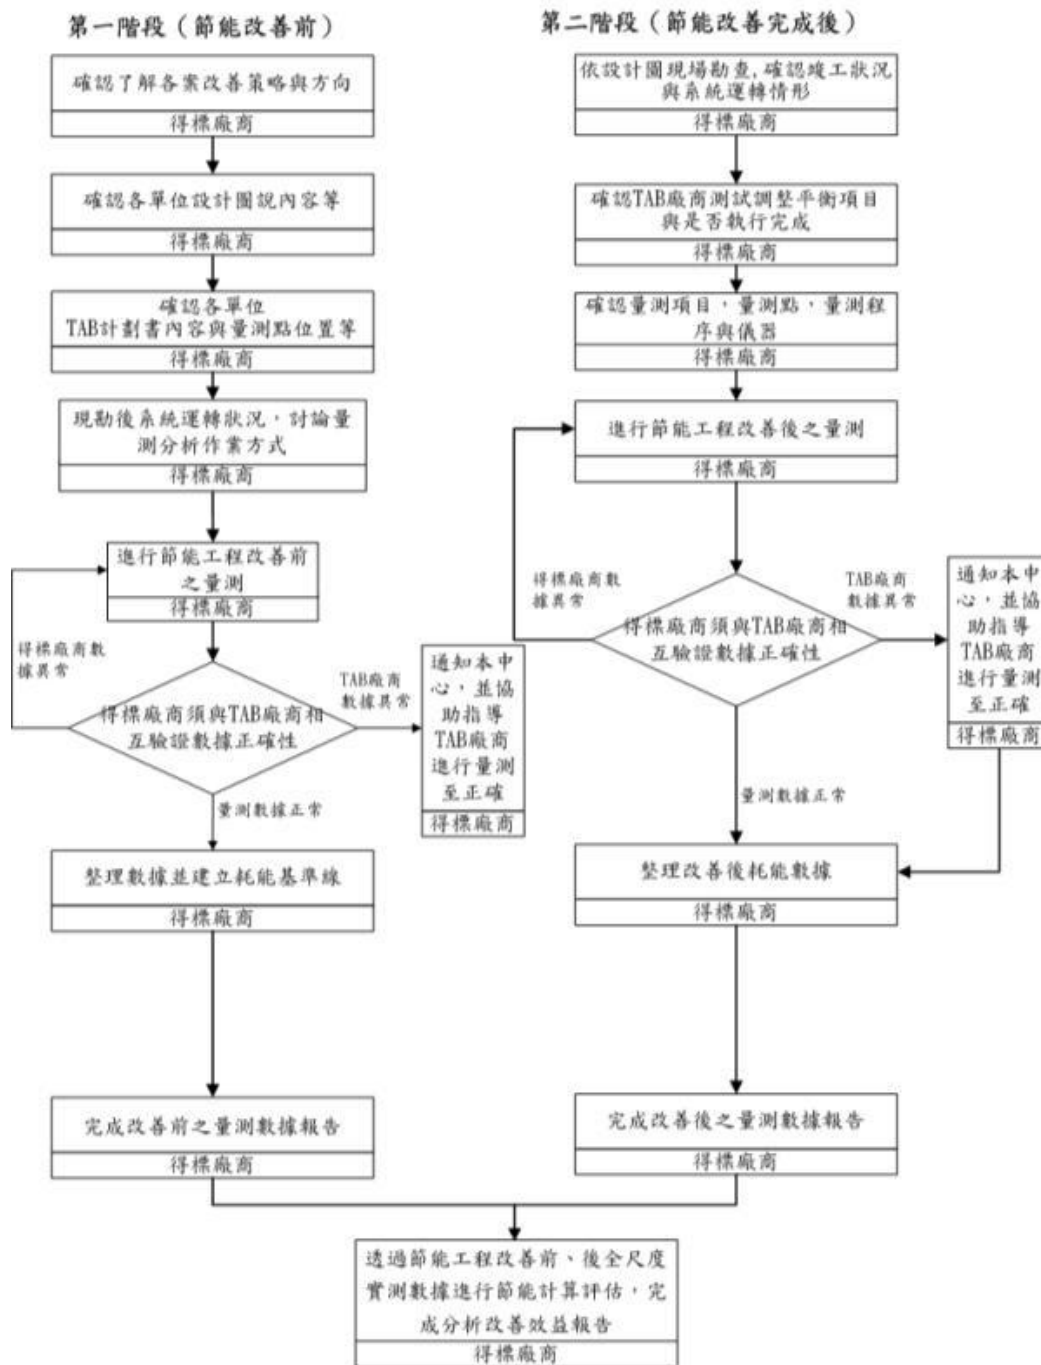 第一階段（節能改善前）
確認了解各案改善策略與方向
得標廠商
確認各單位設計圖說內容等
得標廠商
確認各單位
TAB計劃書內容與量測點位置等
得標廠商
現勘後系統運轉狀況，討論量
測分析作業方式
得標廠商
進行節能工程改善前
之量測
得標廠商
得標廠商數
據異常
得標廠商須與TAB廠商相
互驗證數據正確性
TAB廠商
數據異常
通知本中
心，並協
助指導
TAB廠商
進行量測
至正確
得標廠商
量測數據正常
整理數據並建立耗能基準線
得標廠商
完成改善前之量測數據報告
得標廠商
第二階段（節能改善完成後）
依設計圖現場勘查,確認竣工狀況
與系統運轉情形
得標廠商
確認TAB廠商測試調整平衡項目
與是否執行完成
得標廠商
確認量測項目，量測點，量測程
序與儀器
得標廠商
進行節能工程改善後之量測
得標廠商
得標廠商數
據異常
得標廠商須與TAB廠商相
互驗證數據正確性
TAB廠商
數據異常
通知本中
心，並協
助指導
TAB廠商
進行量測
至正確
得標廠商
量測數據正常
整理改善後耗能數據
得標廠商
完成改善後之量測數據報告
得標廠商
透過節能工程改善前、後全尺度
實測數據進行節能計算評估，完
成分析改善效益報告
得標廠商